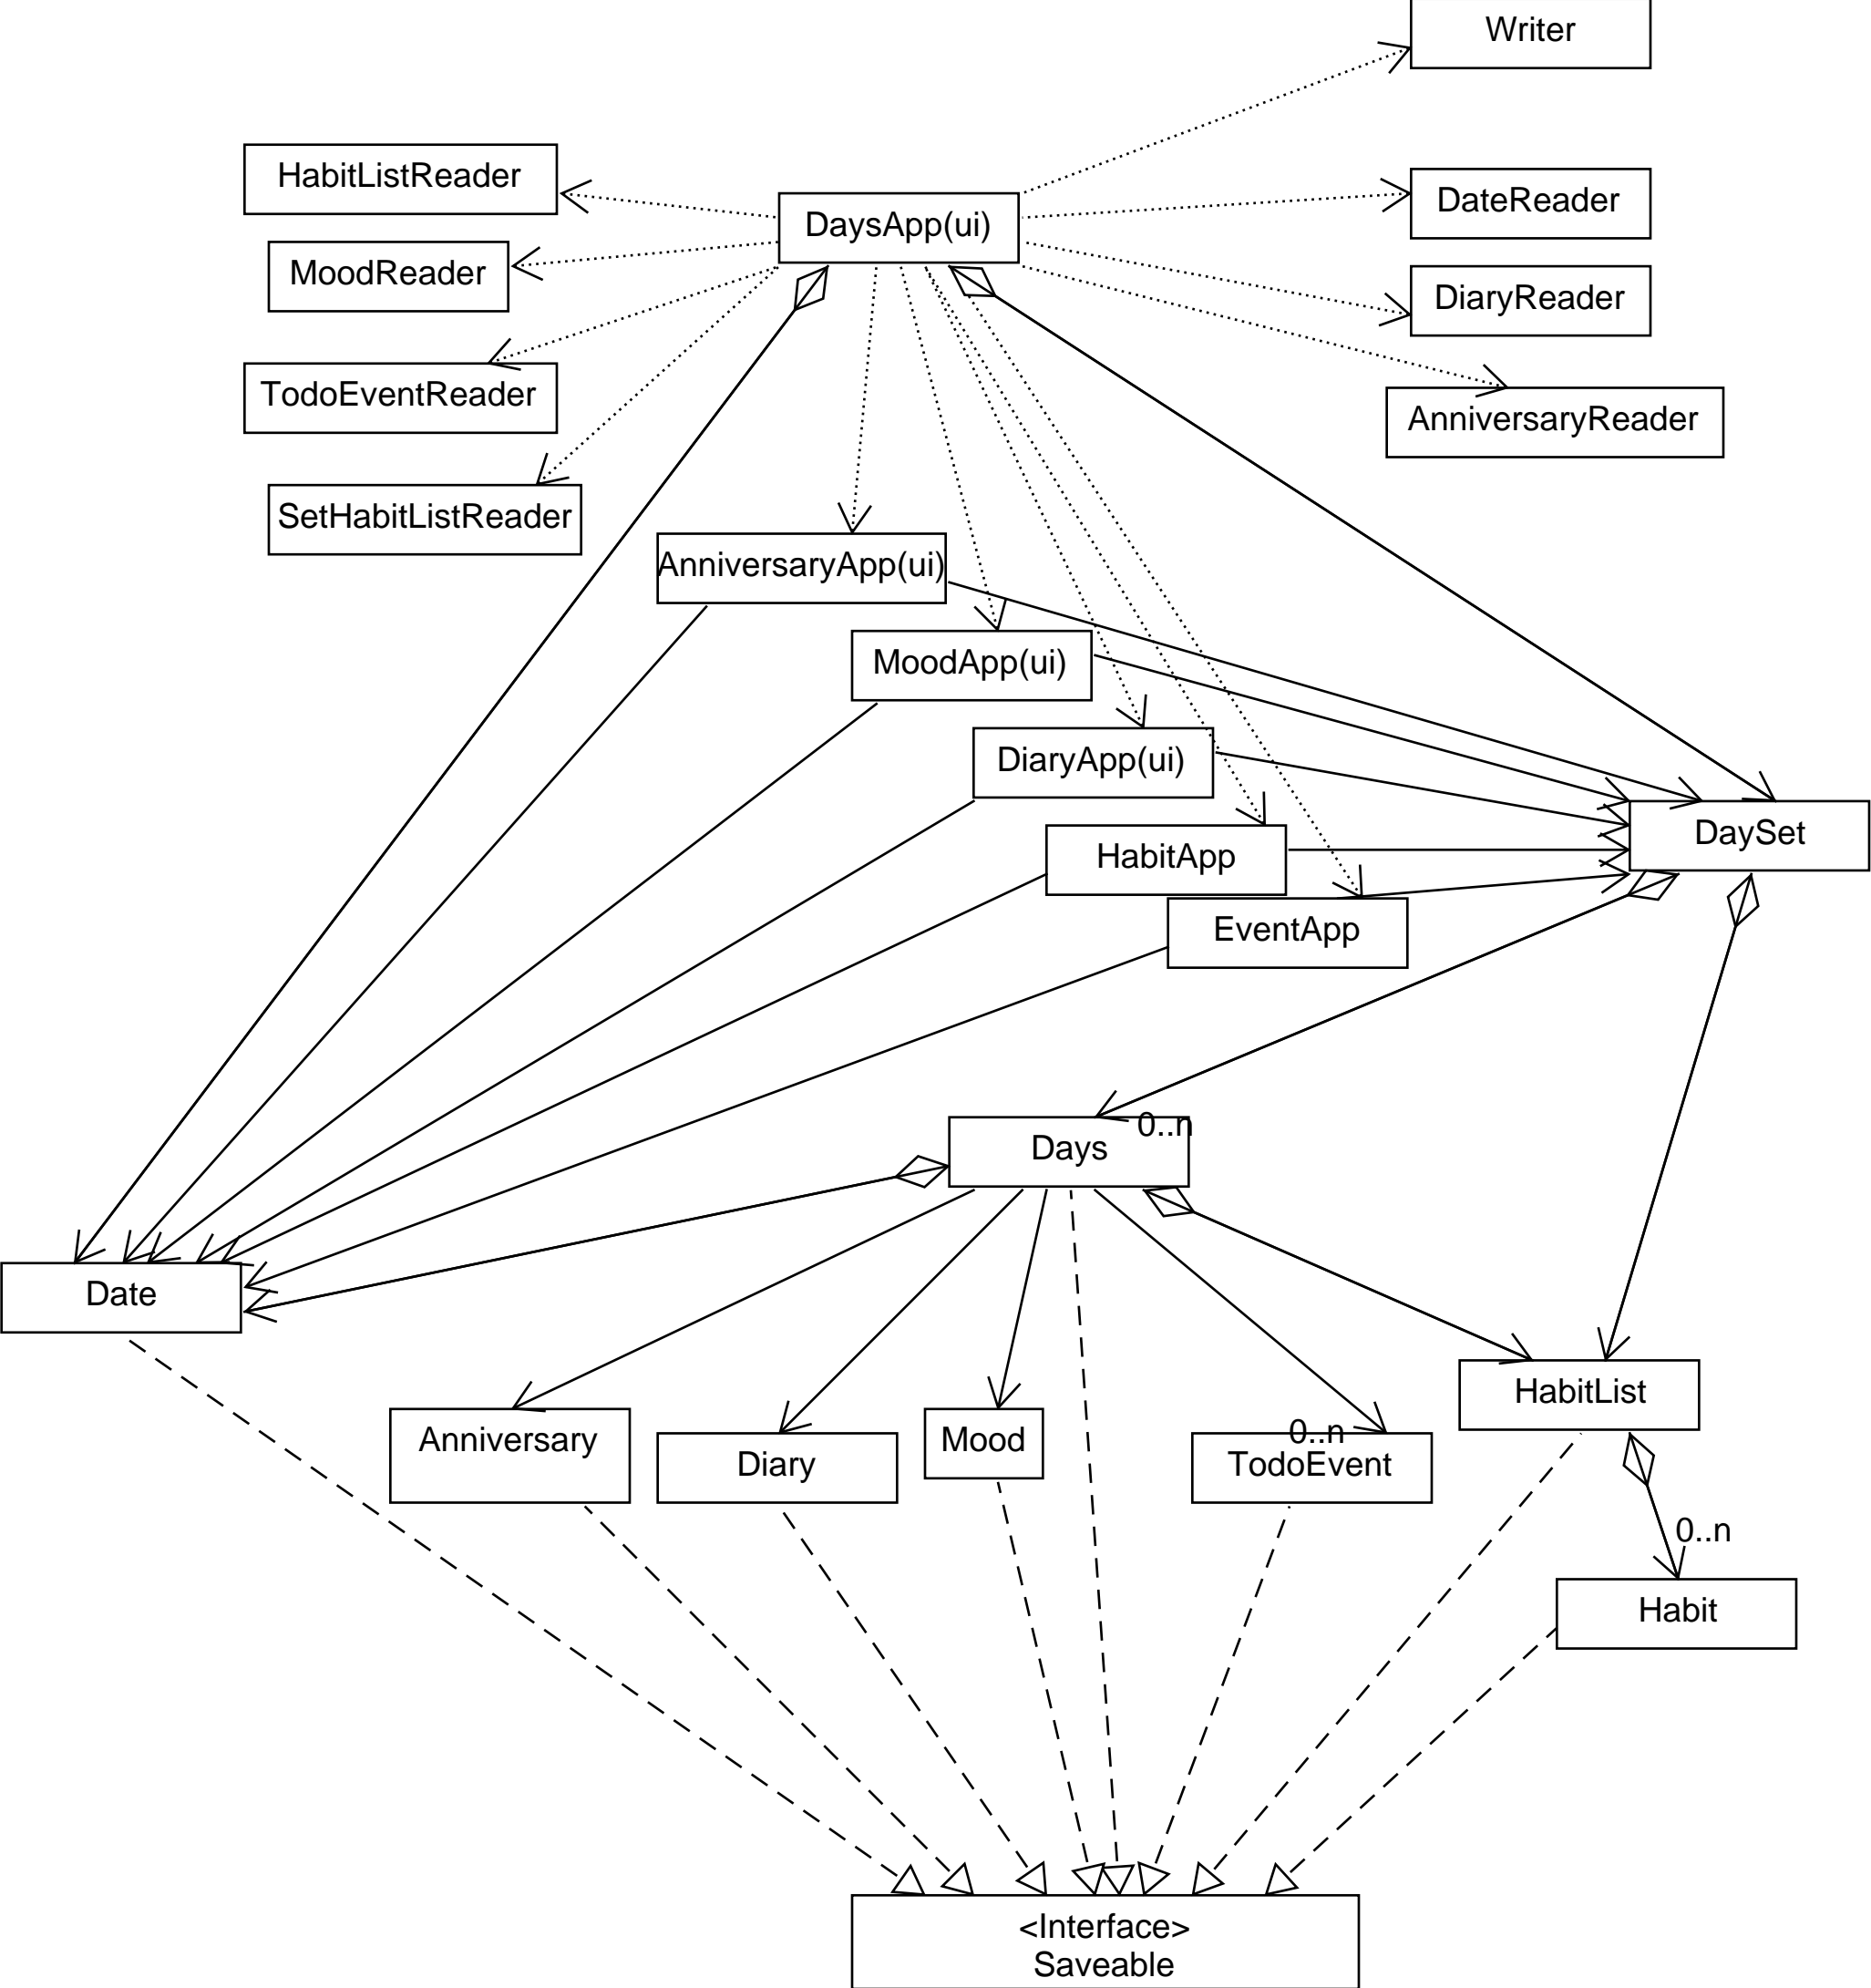 Writer
HabitListReader
DaysApp(ui)
DateReader
MoodReader
DiaryReader
TodoEventReader
AnniversaryReader
SetHabitListReader
AnniversaryApp(ui)
MoodApp(ui)
DiaryApp(ui)
DaySet
HabitApp
EventApp
0..n
Days
Date
HabitList
Anniversary
Diary
Mood
0..n
TodoEvent
0..n
Habit
<Interface>
Saveable